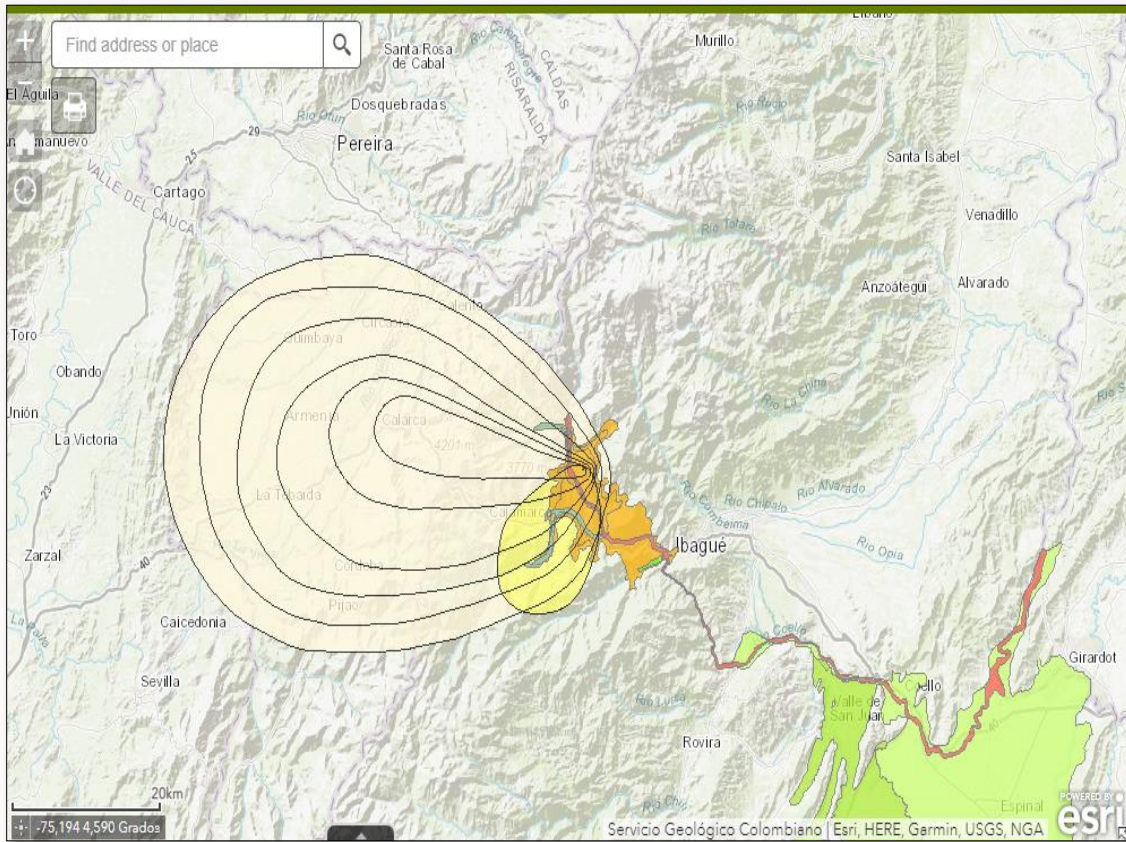 Líbano
+
Find address or place
Murillo
Santa Rosa
de Cabal
Río Campoalegre
CALDAS
RISARALDA
El Águila
Dosquebradas
Río Otún
29
Pereira
Río Recio
25
VALLE DEL CAUCA
Cartago
Santa Isabel
Venadillo
Río Totare
Anzoátegui
Alvarado
Toro
Obando
Circasia
Quimbaya
Armenia
Calarcá
4201 m
3770 m
Río La China
La Victoria
23
La Tebaida
Cajamarca
Río Chipalo
Río Alvarado
Río Combeima
Ibagué
Río Opia
Zarzal
40
Córdoba
Pijao
La Paila
Caicedonia
Río Coello
Girardot
Sevilla
Coello
Valle de
San Juan
Río Luisa
Rovira
20km
Espinal
-75,194 4,590 Grados
Servicio Geológico Colombiano | Esri, HERE, Garmin, USGS, NGA
POWERED BY
esri